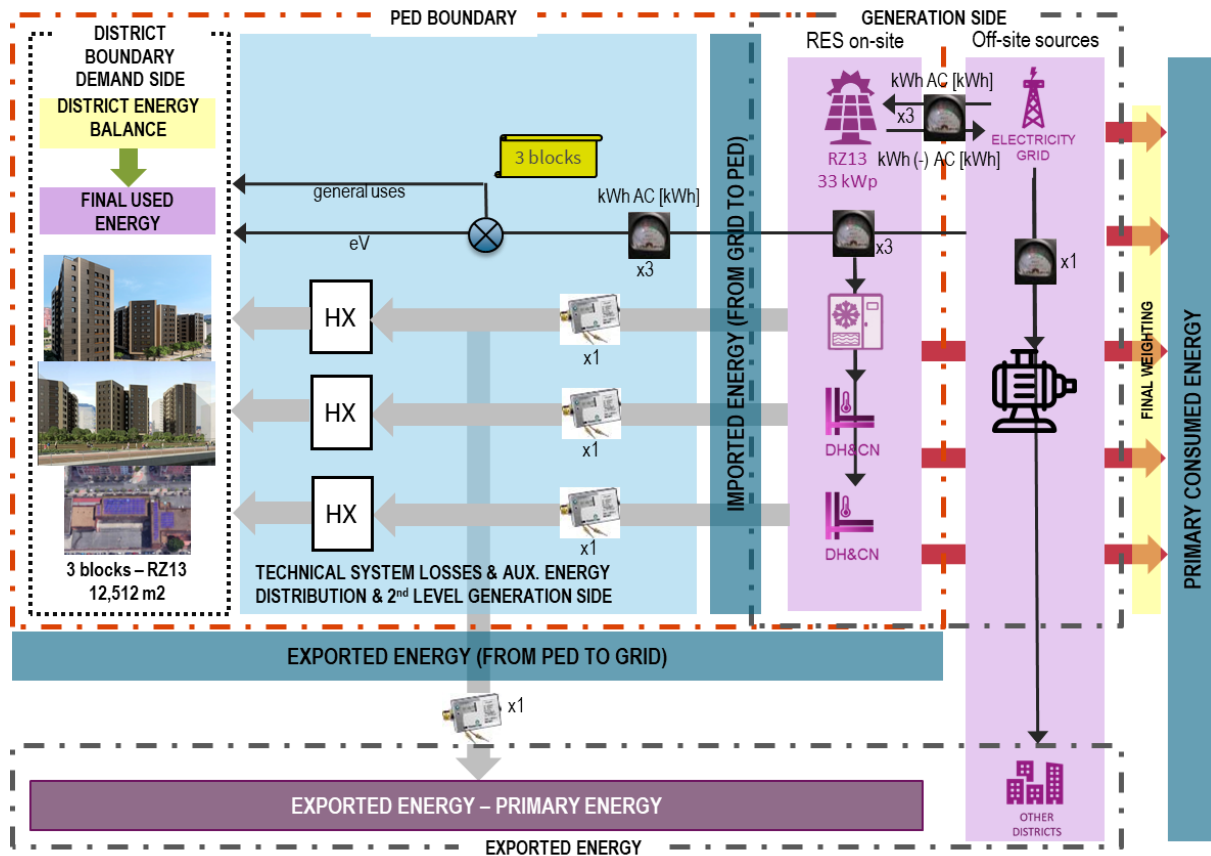 PED BOUNDARY
GENERATION SIDE
DISTRICT
BOUNDARY
DEMAND SIDE
DISTRICT ENERGY
BALANCE
FINAL USED
ENERGY
3 blocks – RZ13
12,512 m2
3 blocks
general uses
eV
kWh AC [kWh]
x3
HX
x1
HX
x1
HX
x1
TECHNICAL SYSTEM LOSSES & AUX. ENERGY
DISTRIBUTION & 2nd LEVEL GENERATION SIDE
IMPORTED ENERGY (FROM GRID TO PED)
RES on-site
Off-site sources
kWh AC [kWh]
x3
kWh (-) AC [kWh]
RZ13
33 kWp
ELECTRICITY
GRID
x3
x1
DH&CN
DH&CN
FINAL WEIGHTING
PRIMARY CONSUMED ENERGY
EXPORTED ENERGY (FROM PED TO GRID)
x1
EXPORTED ENERGY – PRIMARY ENERGY
OTHER
DISTRICTS
EXPORTED ENERGY